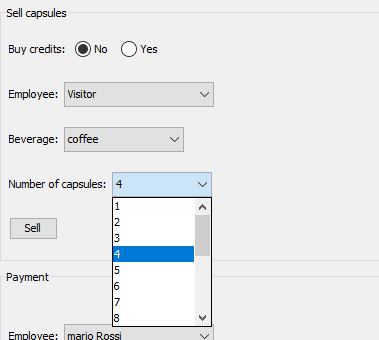 Sell capsules
Buy credits: No Yes
Employee: Visitor
Beverage: coffee
Number of capsules: 4
1
2
3
4
5
6
7
8
Sell
Payment
Employee: mario Rossi